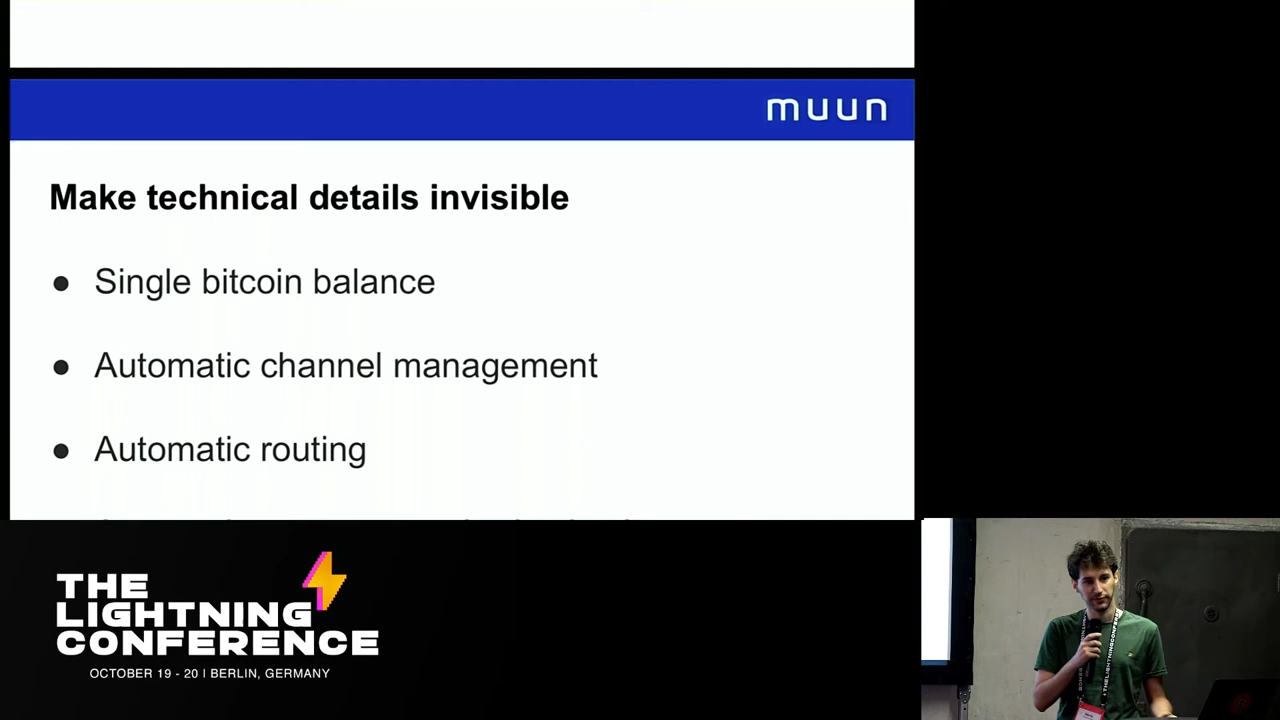 muun
Make technical details invisible
● Single bitcoin balance
● Automatic channel management
● Automatic routing
THE
LIGHTNING
CONFERENCE
OCTOBER 19 - 20 | BERLIN, GERMANY